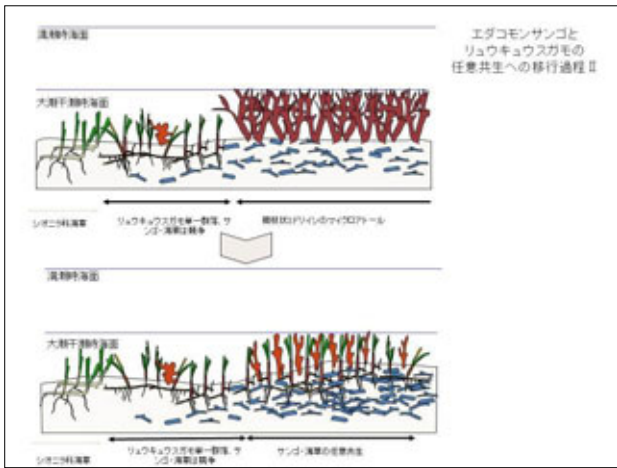 満潮時海面
エダコモンサンゴと
リュウキュウスガモの
任意共生への移行過程Ⅱ
大潮干潮時海面
シオニラ科海草
リュウキュウスガモ単一群落、サ
ンゴ・海草は競争
満潮時海面
大潮干潮時海面
シオニラ科海草
リュウキュウスガモ単一群落、サ
ンゴ・海草は競争
サンゴ・海草の任意共生